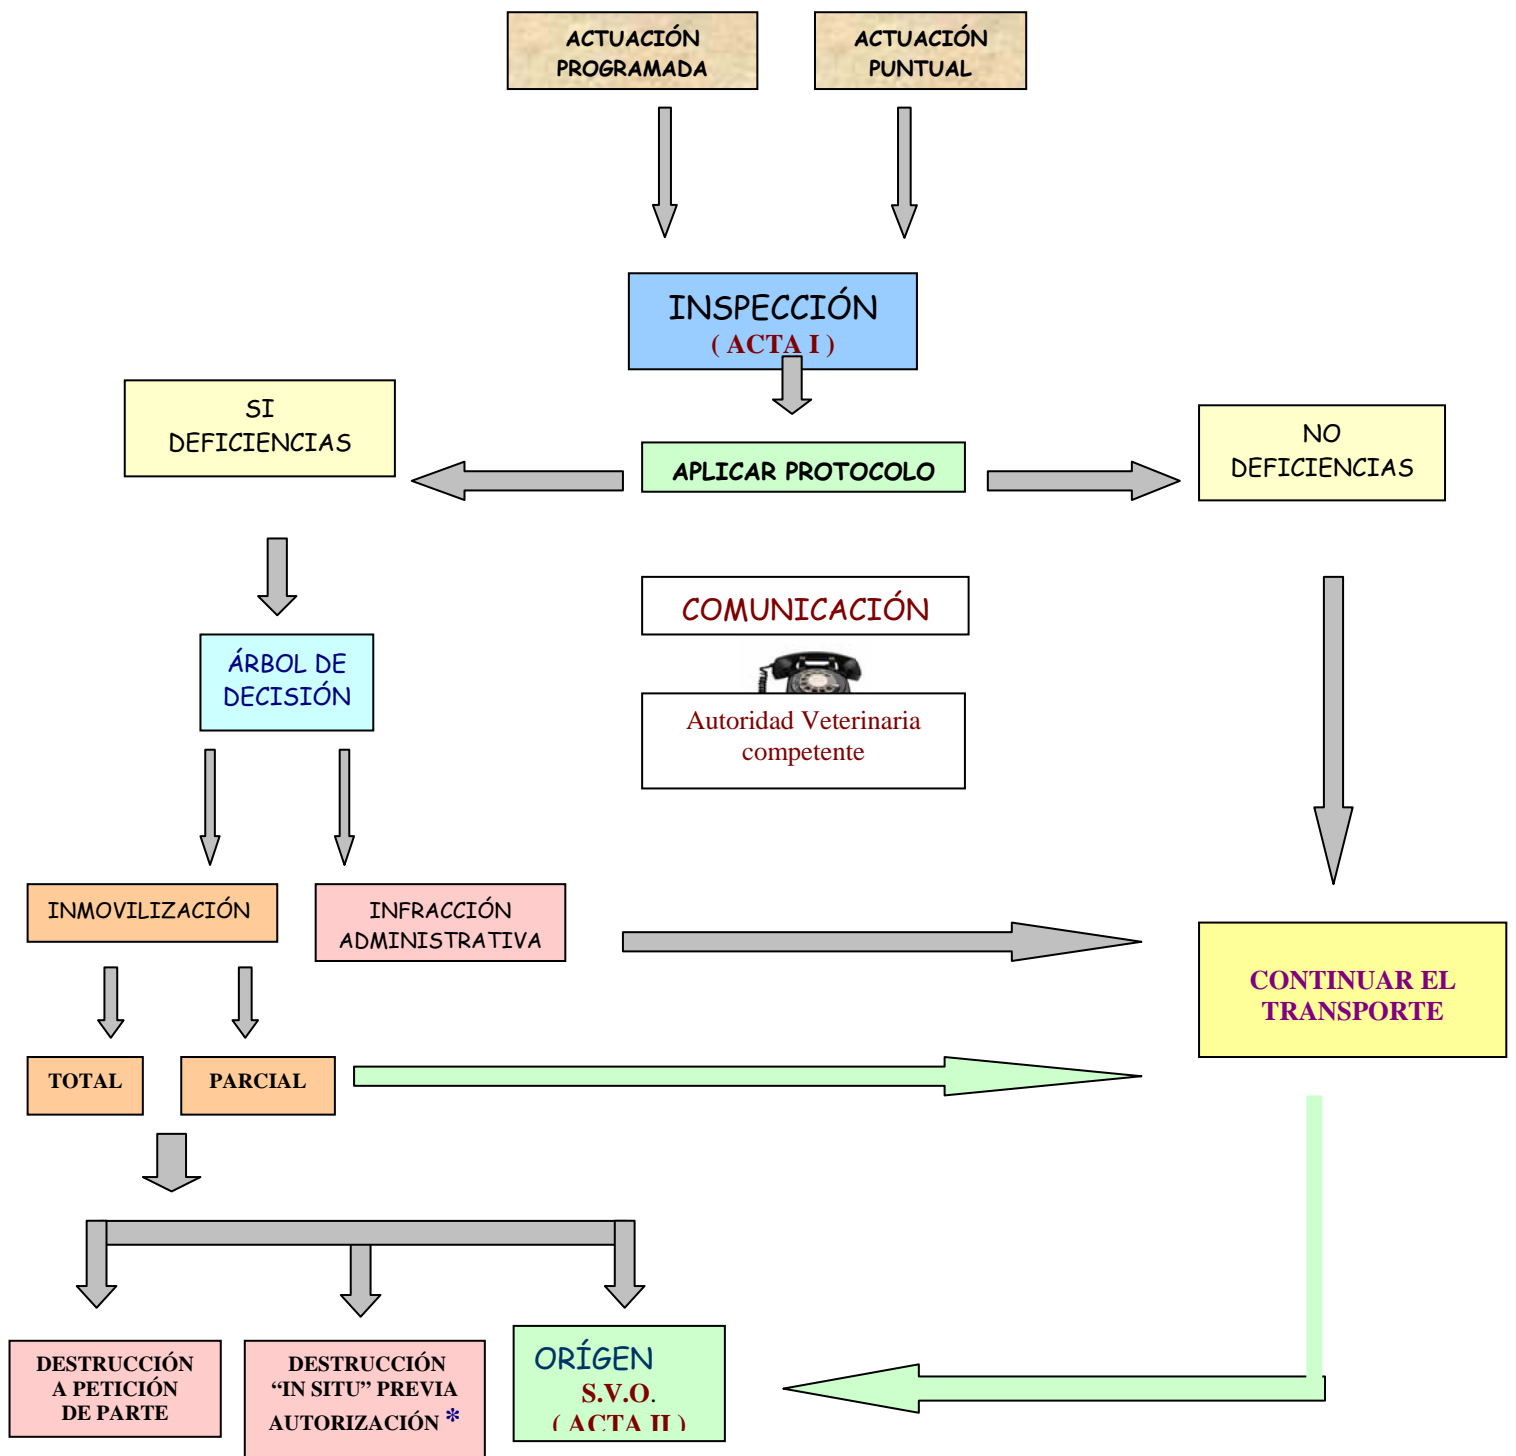 ACTUACIÓN
PROGRAMADA
ACTUACIÓN
PUNTUAL
INSPECCIÓN
( ACTA I )
SI
DEFICIENCIAS
APLICAR PROTOCOLO
NO
DEFICIENCIAS
COMUNICACIÓN
Autoridad Veterinaria
competente
ÁRBOL DE
DECISIÓN
INMOVILIZACIÓN
INFRACCIÓN
ADMINISTRATIVA
CONTINUAR EL
TRANSPORTE
TOTAL
PARCIAL
DESTRUCCIÓN
A PETICIÓN
DE PARTE
DESTRUCCIÓN
“IN SITU” PREVIA
AUTORIZACIÓN *
ORÍGEN
S.V.O.
( ACTA II )